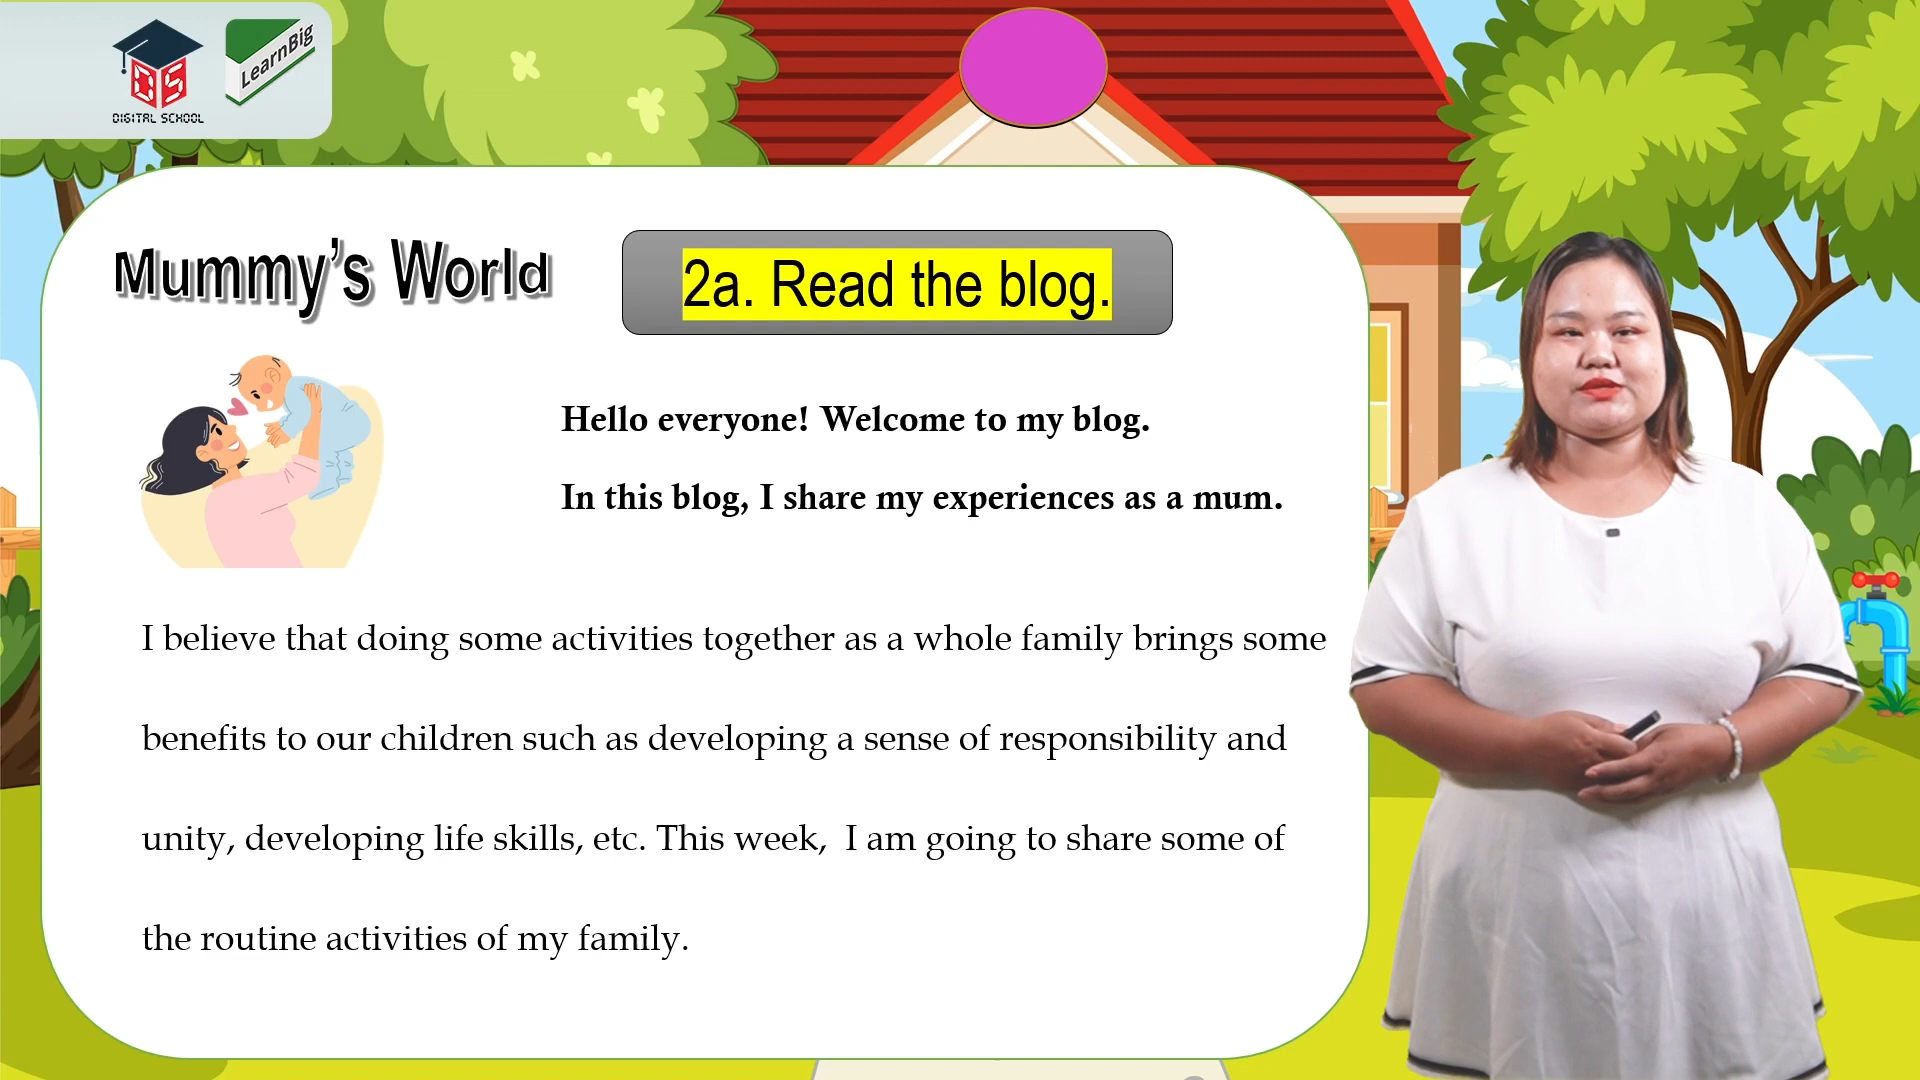 DS
DIGITAL SCHOOL
LearnBig
Mummy's World
2a. Read the blog.
Hello everyone! Welcome to my blog.
In this blog, I share my experiences as a mum.
I believe that doing some activities together as a whole family brings some
benefits to our children such as developing a sense of responsibility and
unity, developing life skills, etc. This week,  I am going to share some of
the routine activities of my family.